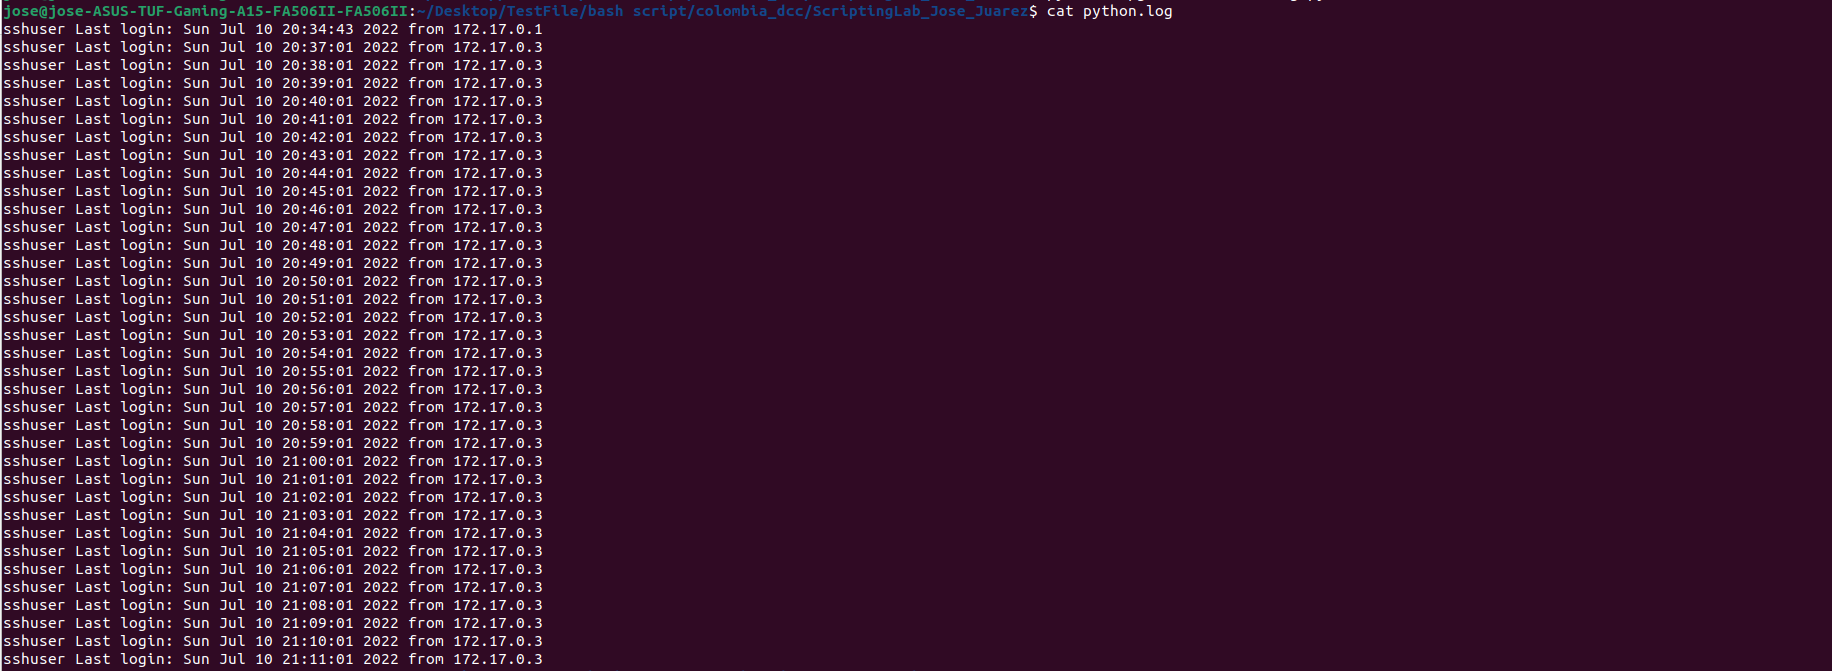 jose@jose-ASUS-TUF-Gaming-A15-FA506II-FA506II:~/Desktop/TestFile/bash script/colombia_dcc/ScriptingLab_Jose_Juarez$ cat python.log
sshuser Last login: Sun Jul 10 20:34:43 2022 from 172.17.0.1
sshuser Last login: Sun Jul 10 20:37:01 2022 from 172.17.0.3
sshuser Last login: Sun Jul 10 20:38:01 2022 from 172.17.0.3
sshuser Last login: Sun Jul 10 20:39:01 2022 from 172.17.0.3
sshuser Last login: Sun Jul 10 20:40:01 2022 from 172.17.0.3
sshuser Last login: Sun Jul 10 20:41:01 2022 from 172.17.0.3
sshuser Last login: Sun Jul 10 20:42:01 2022 from 172.17.0.3
sshuser Last login: Sun Jul 10 20:43:01 2022 from 172.17.0.3
sshuser Last login: Sun Jul 10 20:44:01 2022 from 172.17.0.3
sshuser Last login: Sun Jul 10 20:45:01 2022 from 172.17.0.3
sshuser Last login: Sun Jul 10 20:46:01 2022 from 172.17.0.3
sshuser Last login: Sun Jul 10 20:47:01 2022 from 172.17.0.3
sshuser Last login: Sun Jul 10 20:48:01 2022 from 172.17.0.3
sshuser Last login: Sun Jul 10 20:49:01 2022 from 172.17.0.3
sshuser Last login: Sun Jul 10 20:50:01 2022 from 172.17.0.3
sshuser Last login: Sun Jul 10 20:51:01 2022 from 172.17.0.3
sshuser Last login: Sun Jul 10 20:52:01 2022 from 172.17.0.3
sshuser Last login: Sun Jul 10 20:53:01 2022 from 172.17.0.3
sshuser Last login: Sun Jul 10 20:54:01 2022 from 172.17.0.3
sshuser Last login: Sun Jul 10 20:55:01 2022 from 172.17.0.3
sshuser Last login: Sun Jul 10 20:56:01 2022 from 172.17.0.3
sshuser Last login: Sun Jul 10 20:57:01 2022 from 172.17.0.3
sshuser Last login: Sun Jul 10 20:58:01 2022 from 172.17.0.3
sshuser Last login: Sun Jul 10 20:59:01 2022 from 172.17.0.3
sshuser Last login: Sun Jul 10 21:00:01 2022 from 172.17.0.3
sshuser Last login: Sun Jul 10 21:01:01 2022 from 172.17.0.3
sshuser Last login: Sun Jul 10 21:02:01 2022 from 172.17.0.3
sshuser Last login: Sun Jul 10 21:03:01 2022 from 172.17.0.3
sshuser Last login: Sun Jul 10 21:04:01 2022 from 172.17.0.3
sshuser Last login: Sun Jul 10 21:05:01 2022 from 172.17.0.3
sshuser Last login: Sun Jul 10 21:06:01 2022 from 172.17.0.3
sshuser Last login: Sun Jul 10 21:07:01 2022 from 172.17.0.3
sshuser Last login: Sun Jul 10 21:08:01 2022 from 172.17.0.3
sshuser Last login: Sun Jul 10 21:09:01 2022 from 172.17.0.3
sshuser Last login: Sun Jul 10 21:10:01 2022 from 172.17.0.3
sshuser Last login: Sun Jul 10 21:11:01 2022 from 172.17.0.3